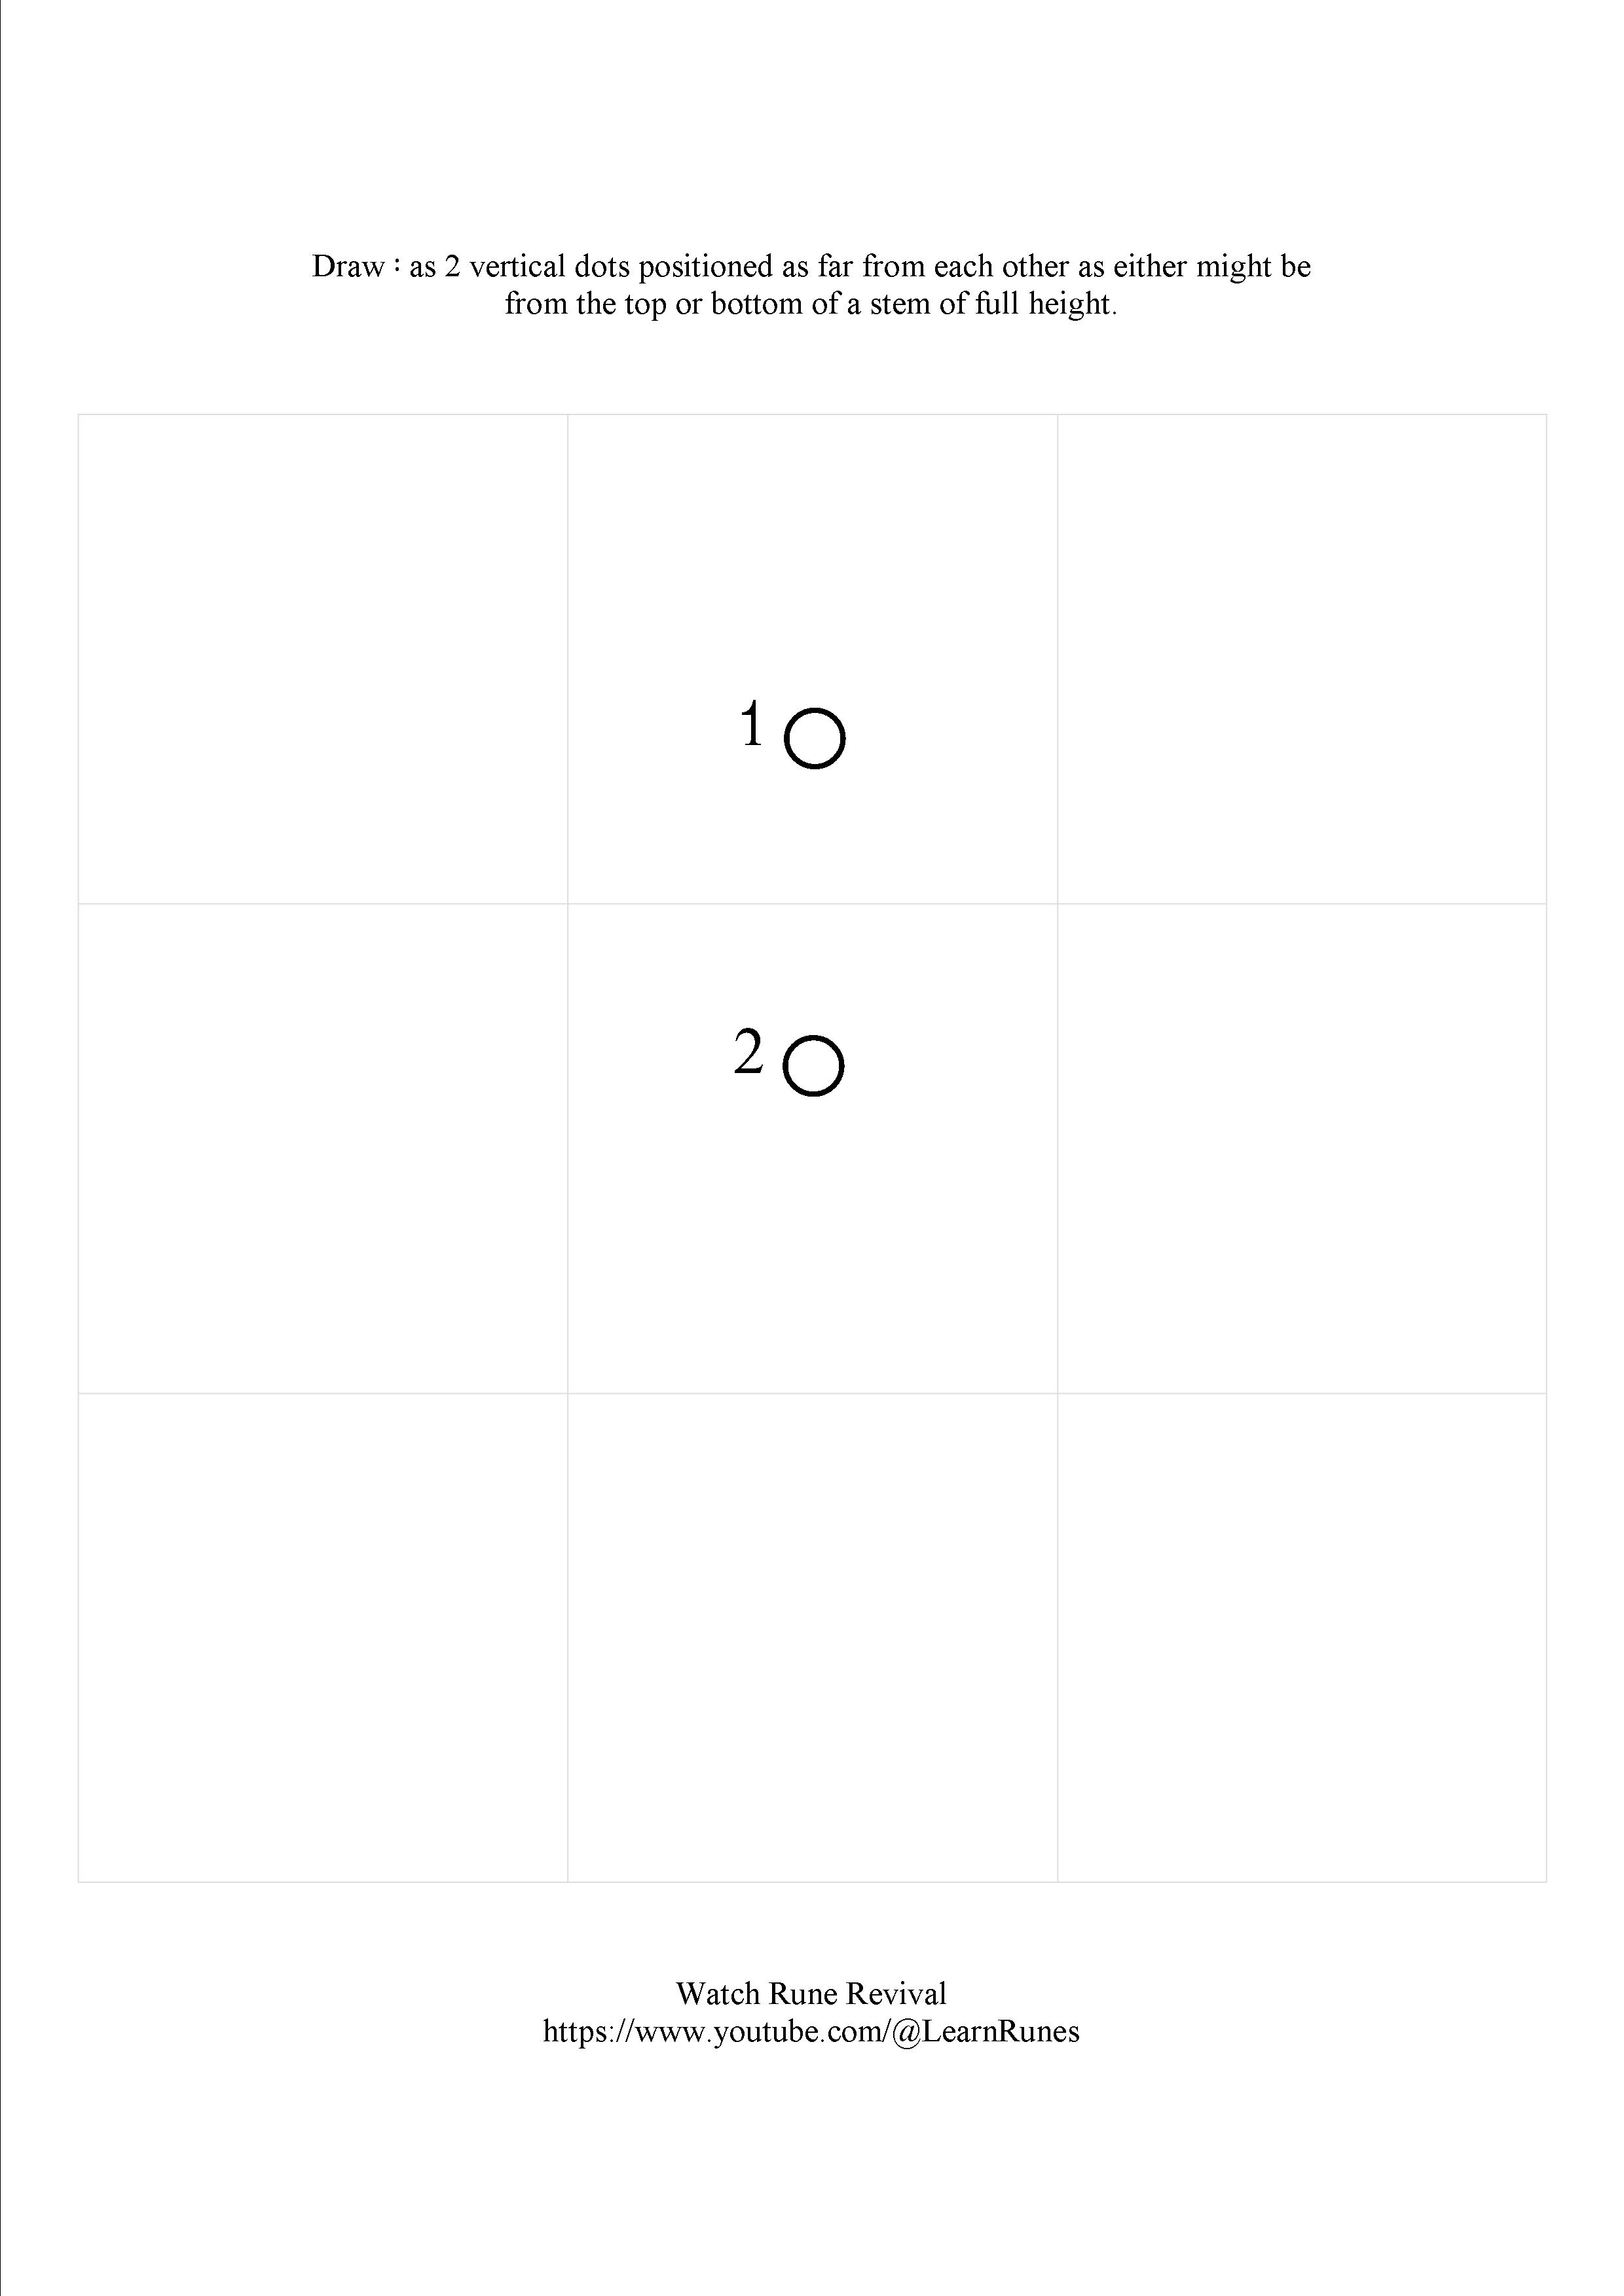 Draw : as 2 vertical dots positioned as far from each other as either might be
from the top or bottom of a stem of full height.
1
2
Watch Rune Revival
https://www.youtube.com/@LearnRunes